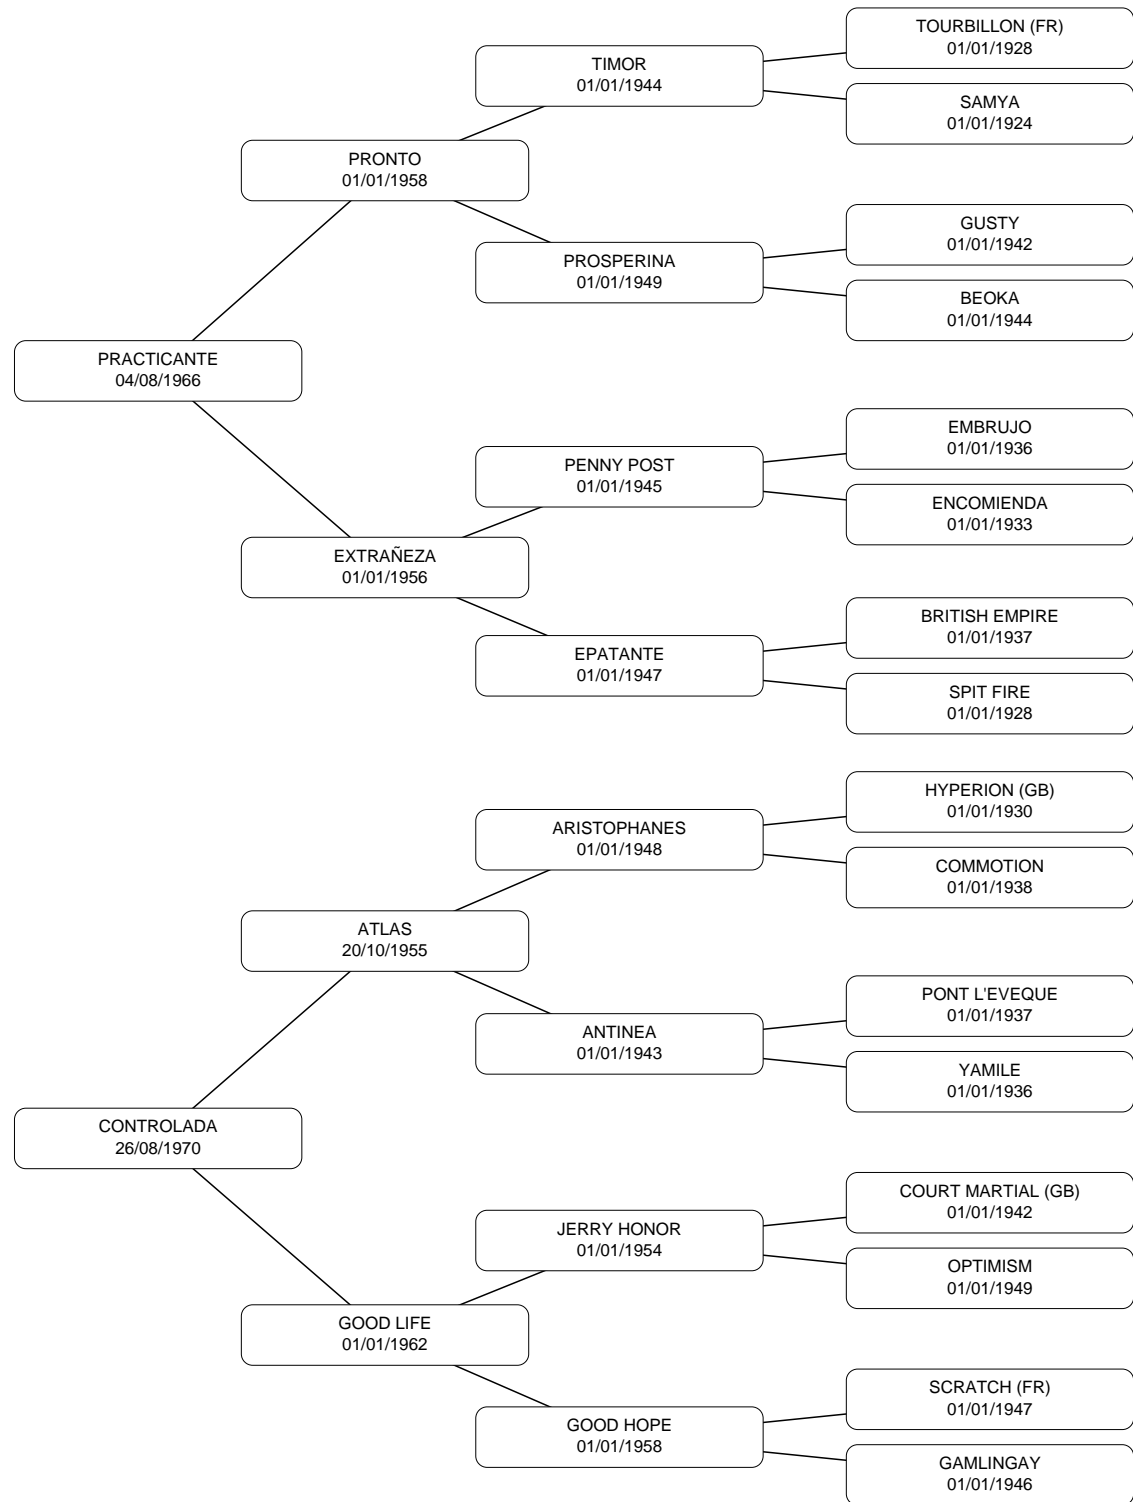 TOURBILLON (FR)
01/01/1928
TIMOR
01/01/1944
SAMYA
01/01/1924
PRONTO
01/01/1958
GUSTY
01/01/1942
PROSPERINA
01/01/1949
BEOKA
01/01/1944
PRACTICANTE
04/08/1966
EMBRUJO
01/01/1936
PENNY POST
01/01/1945
ENCOMIENDA
01/01/1933
EXTRAÑEZA
01/01/1956
BRITISH EMPIRE
01/01/1937
EPATANTE
01/01/1947
SPIT FIRE
01/01/1928
HYPERION (GB)
01/01/1930
ARISTOPHANES
01/01/1948
COMMOTION
01/01/1938
ATLAS
20/10/1955
PONT L'EVEQUE
01/01/1937
ANTINEA
01/01/1943
YAMILE
01/01/1936
CONTROLADA
26/08/1970
COURT MARTIAL (GB)
01/01/1942
JERRY HONOR
01/01/1954
OPTIMISM
01/01/1949
GOOD LIFE
01/01/1962
SCRATCH (FR)
01/01/1947
GOOD HOPE
01/01/1958
GAMLINGAY
01/01/1946